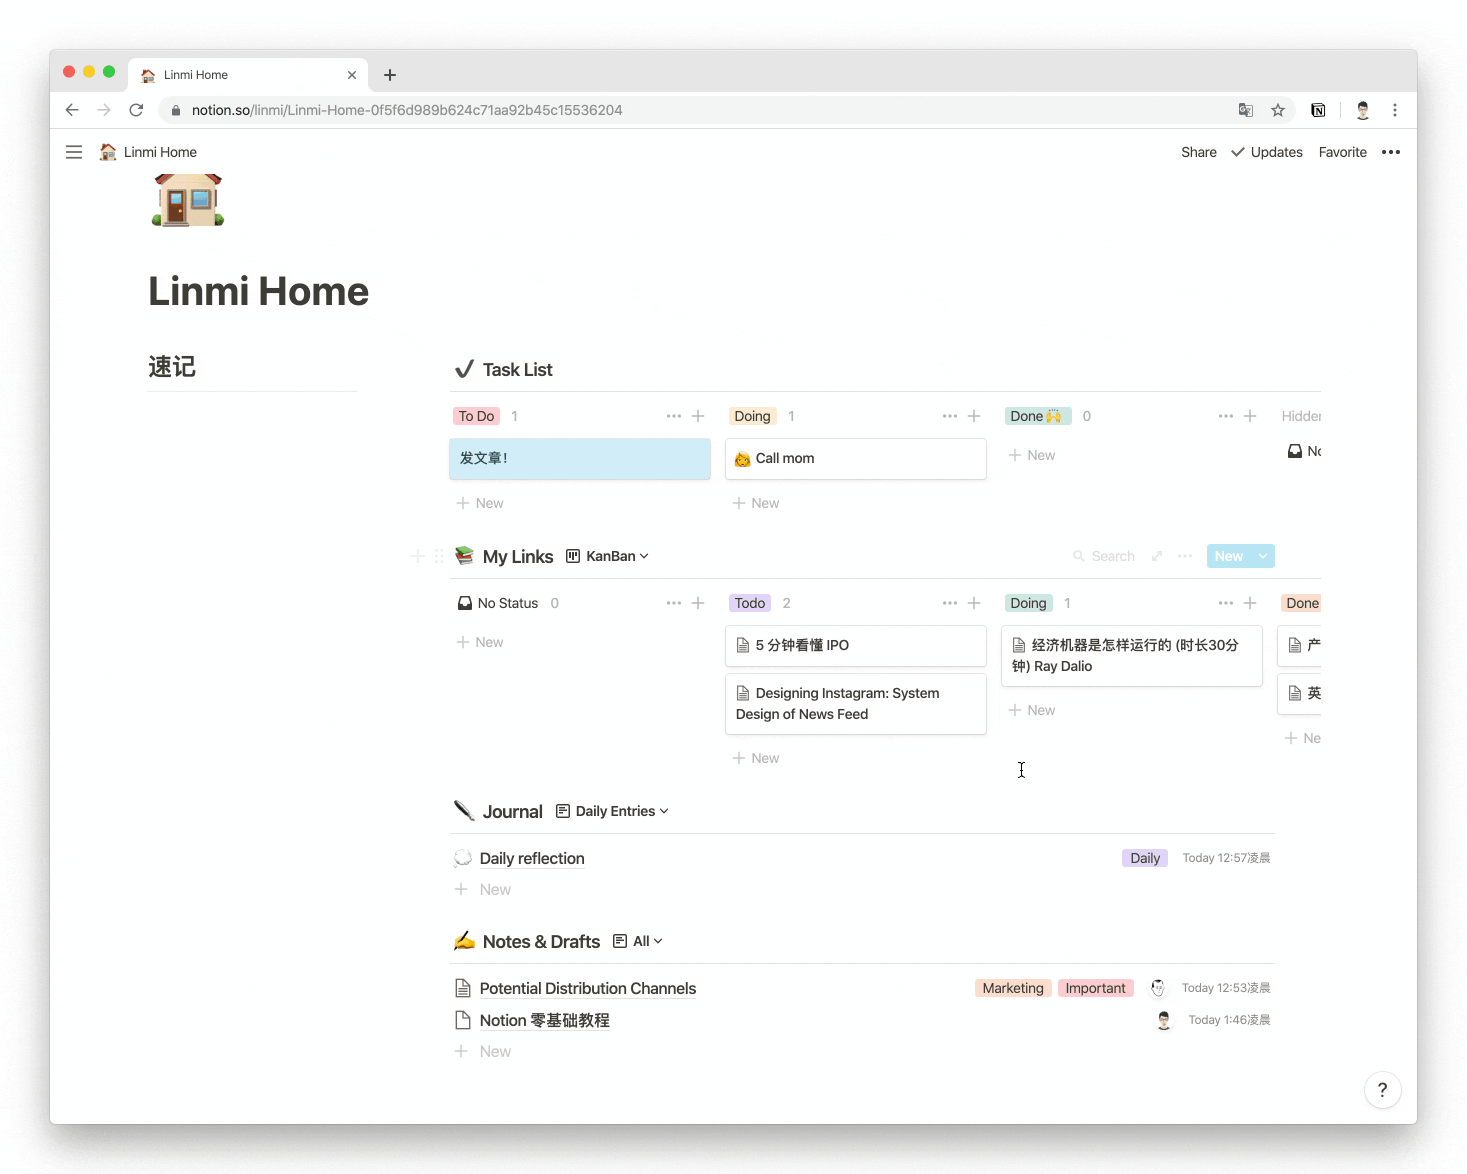 Linmi Home
notion.so/linmi/Linmi-Home-0f5f6d989b624c71aa92b45c15536204
Linmi Home
Share
Updates
Favorite
Linmi Home
速记
Task List
To Do 1
Doing 1
Done 0
Hidden
发文章！
Call mom
New
No
New
New
My Links
KanBan
Search
New
No Status 0
Todo 2
Doing 1
Done
New
5 分钟看懂 IPO
Designing Instagram: System
Design of News Feed
New
经济机器是怎样运行的 (时长30分
钟) Ray Dalio
New
产
英
Ne
Journal
Daily Entries
Daily reflection
Daily
Today 12:57凌晨
New
Notes & Drafts
All
Potential Distribution Channels
Marketing
Important
Today 12:53凌晨
Notion 零基础教程
Today 1:46凌晨
New
?